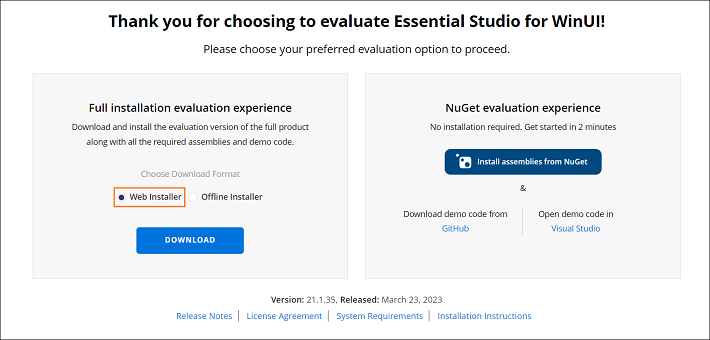 Thank you for choosing to evaluate Essential Studio for WinUI!
Please choose your preferred evaluation option to proceed.
Full installation evaluation experience
Download and install the evaluation version of the full product
along with all the required assemblies and demo code.
Choose Download Format
Web Installer Offline Installer
DOWNLOAD
NuGet evaluation experience
No installation required. Get started in 2 minutes
Install assemblies from NuGet
&
Download demo code from
GitHub
Open demo code in
Visual Studio
Version: 21.1.35, Released: March 23, 2023
Release Notes | License Agreement | System Requirements | Installation Instructions